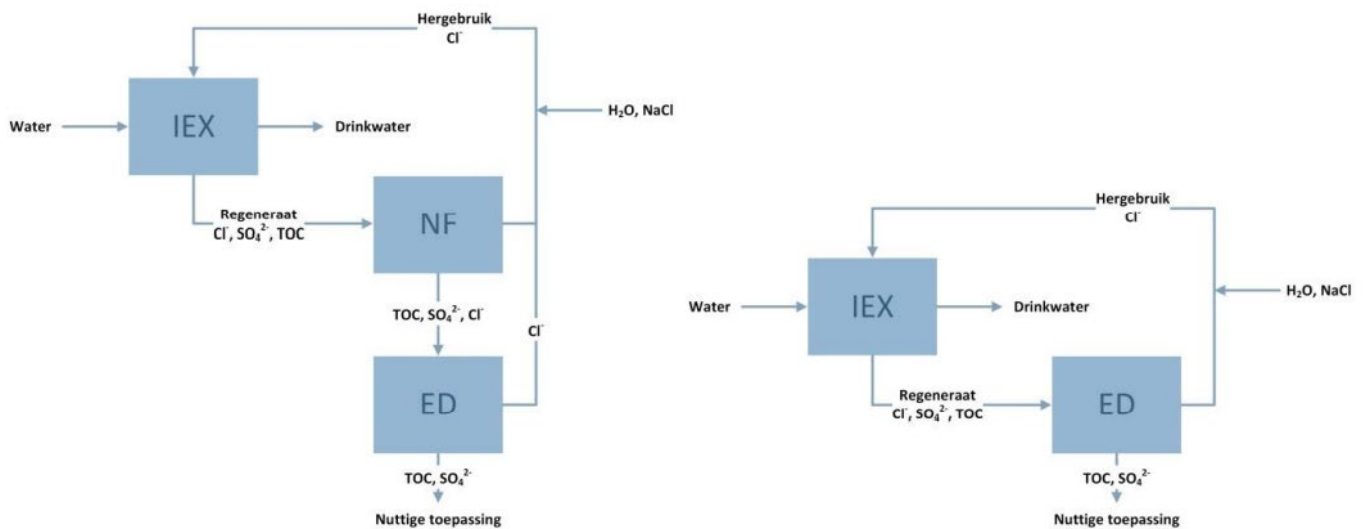 Hergebruik
Cl⁻
H₂O, NaCl
Water
IEX
Drinkwater
Regeneraat
Cl⁻, SO₄²⁻, TOC
NF
TOC, SO₄²⁻, Cl⁻
Cl⁻
ED
TOC, SO₄²⁻
Nuttige toepassing
Hergebruik
Cl⁻
H₂O, NaCl
Water
IEX
Drinkwater
Regeneraat
Cl⁻, SO₄²⁻, TOC
ED
TOC, SO₄²⁻
Nuttige toepassing